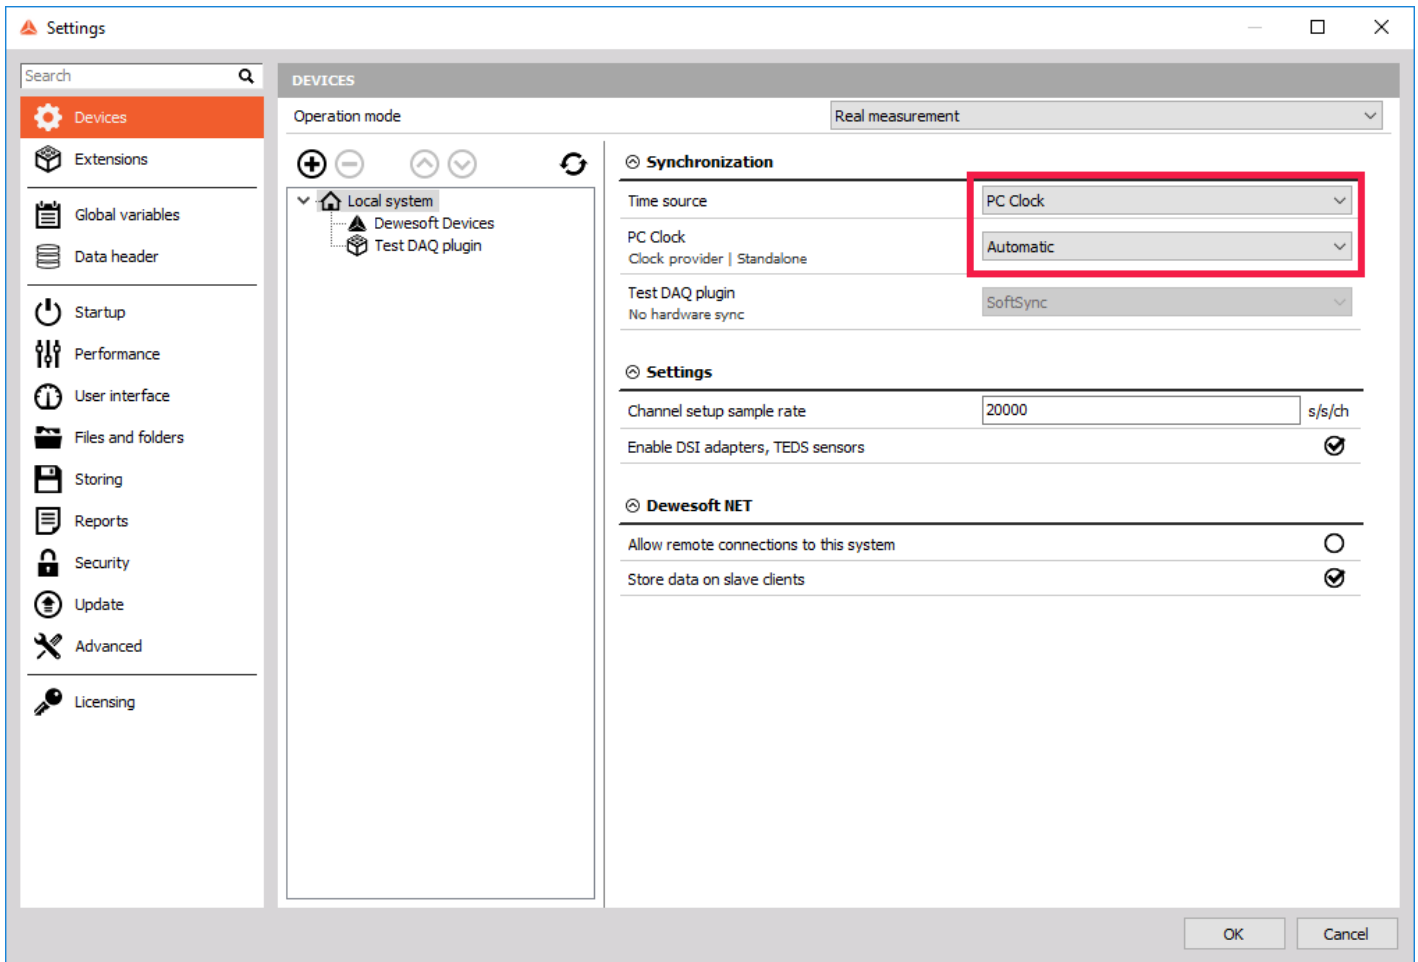 Settings
Search
Devices
Extensions
Global variables
Data header
Startup
Performance
User interface
Files and folders
Storing
Reports
Security
Update
Advanced
Licensing
DEVICES
Operation mode
Real measurement
Local system
Dewesoft Devices
Test DAQ plugin
Synchronization
Time source
PC Clock
PC Clock
Clock provider | Standalone
Automatic
Test DAQ plugin
No hardware sync
SoftSync
Settings
Channel setup sample rate
20000
s/s/ch
Enable DSI adapters, TEDS sensors
Dewesoft NET
Allow remote connections to this system
Store data on slave clients
OK
Cancel